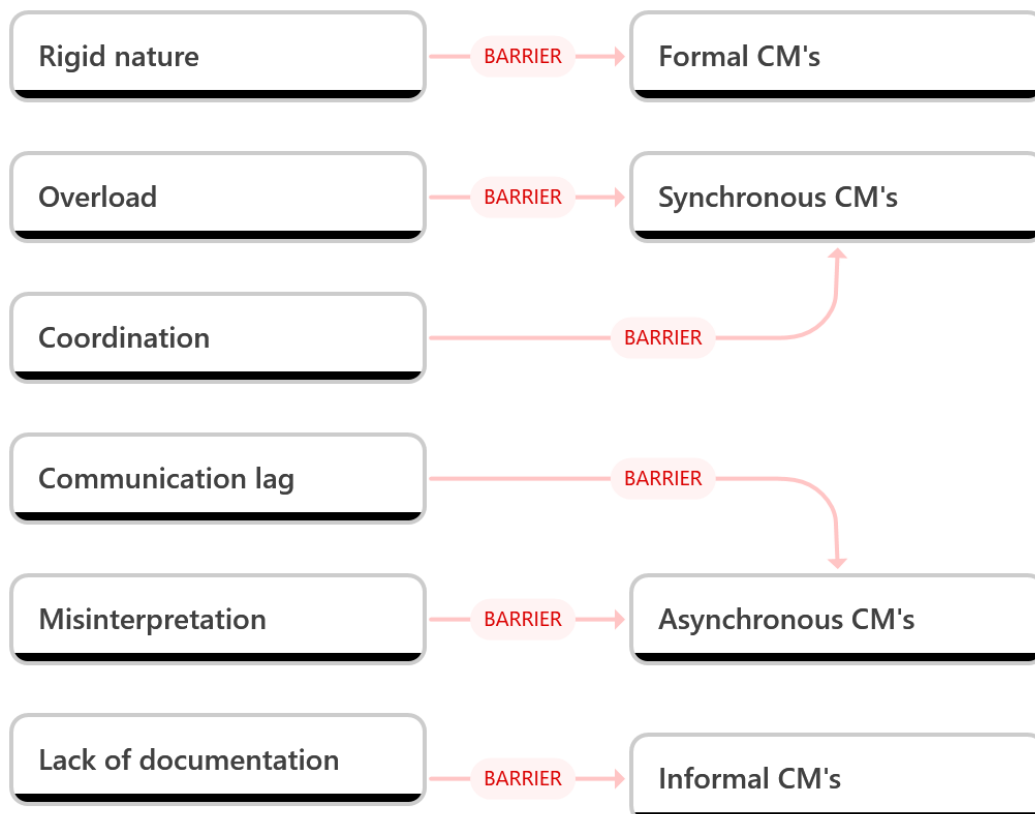 Rigid nature
BARRIER
Formal CM's
Overload
BARRIER
Synchronous CM's
Coordination
BARRIER
Communication lag
BARRIER
Misinterpretation
BARRIER
Asynchronous CM's
Lack of documentation
BARRIER
Informal CM's